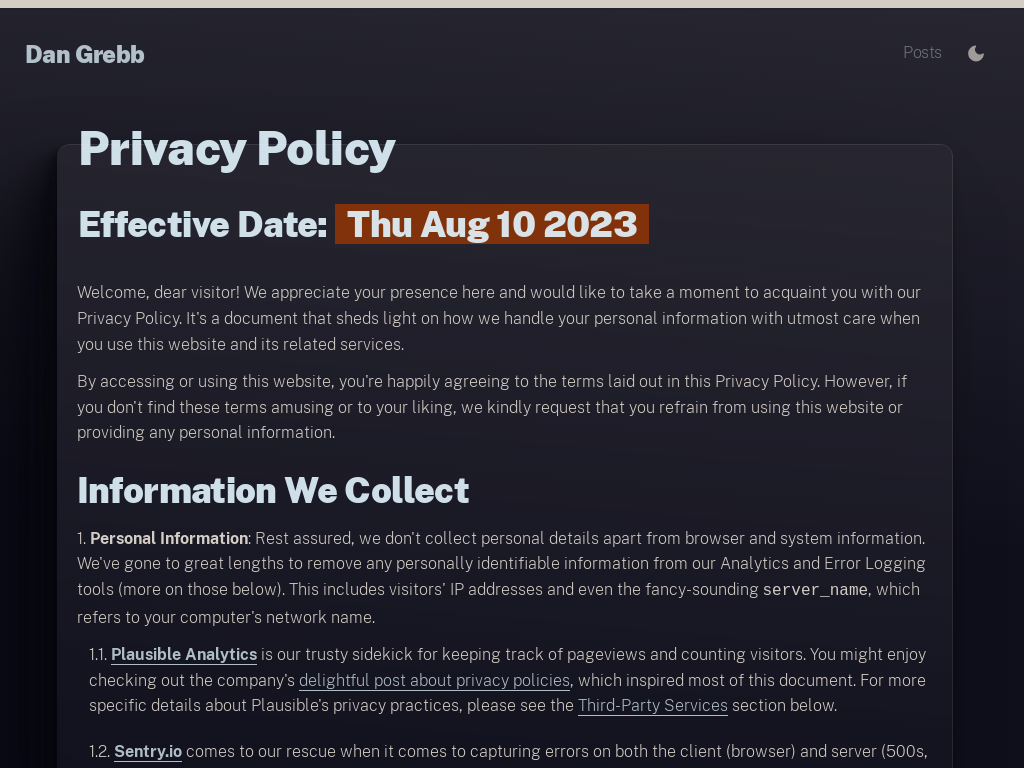 Dan Grebb
Posts
Privacy Policy
Effective Date: Thu Aug 10 2023
Welcome, dear visitor! We appreciate your presence here and would like to take a moment to acquaint you with our
Privacy Policy. It's a document that sheds light on how we handle your personal information with utmost care when
you use this website and its related services.
By accessing or using this website, you're happily agreeing to the terms laid out in this Privacy Policy. However, if
you don't find these terms amusing or to your liking, we kindly request that you refrain from using this website or
providing any personal information.
Information We Collect
1. Personal Information: Rest assured, we don't collect personal details apart from browser and system information.
We've gone to great lengths to remove any personally identifiable information from our Analytics and Error Logging
tools (more on those below). This includes visitors' IP addresses and even the fancy-sounding server_name, which
refers to your computer's network name.
1.1. Plausible Analytics is our trusty sidekick for keeping track of pageviews and counting visitors. You might enjoy
checking out the company's delightful post about privacy policies, which inspired most of this document. For more
specific details about Plausible's privacy practices, please see the Third-Party Services section below.
1.2. Sentry.io comes to our rescue when it comes to capturing errors on both the client (browser) and server (500s,